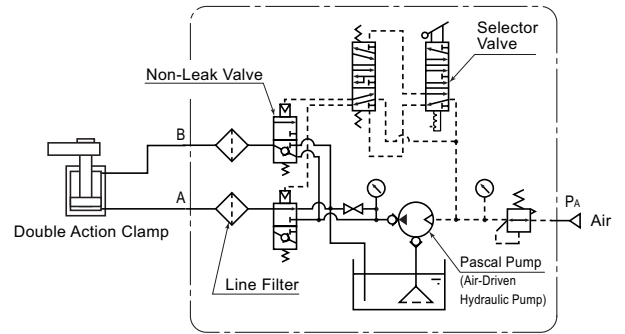 Selector
Valve
Non-Leak Valve
B
A
PA
Air
Double Action Clamp
Line Filter
Pascal Pump
(Air-Driven
Hydraulic Pump)